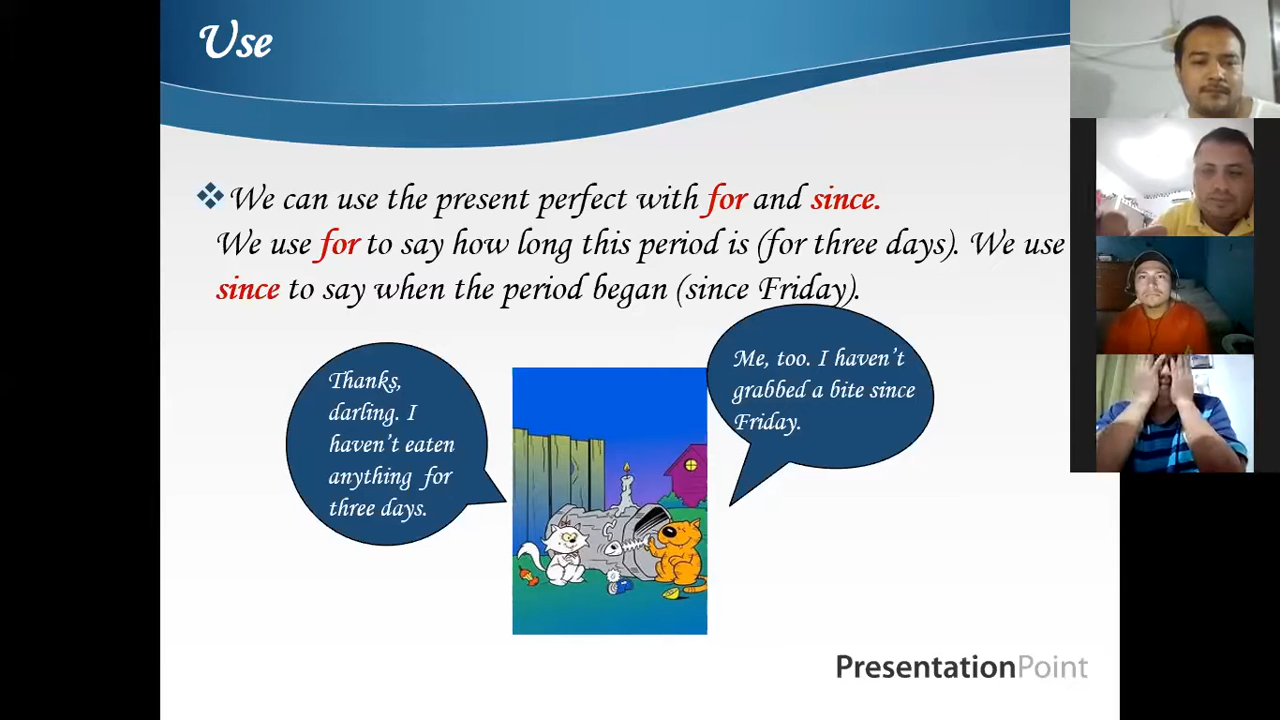 Use
We can use the present perfect with for and since.
We use for to say how long this period is (for three days). We use
since to say when the period began (since Friday).
Thanks,
darling. I
haven't eaten
anything for
three days.
Me, too. I haven't
grabbed a bite since
Friday.
PresentationPoint